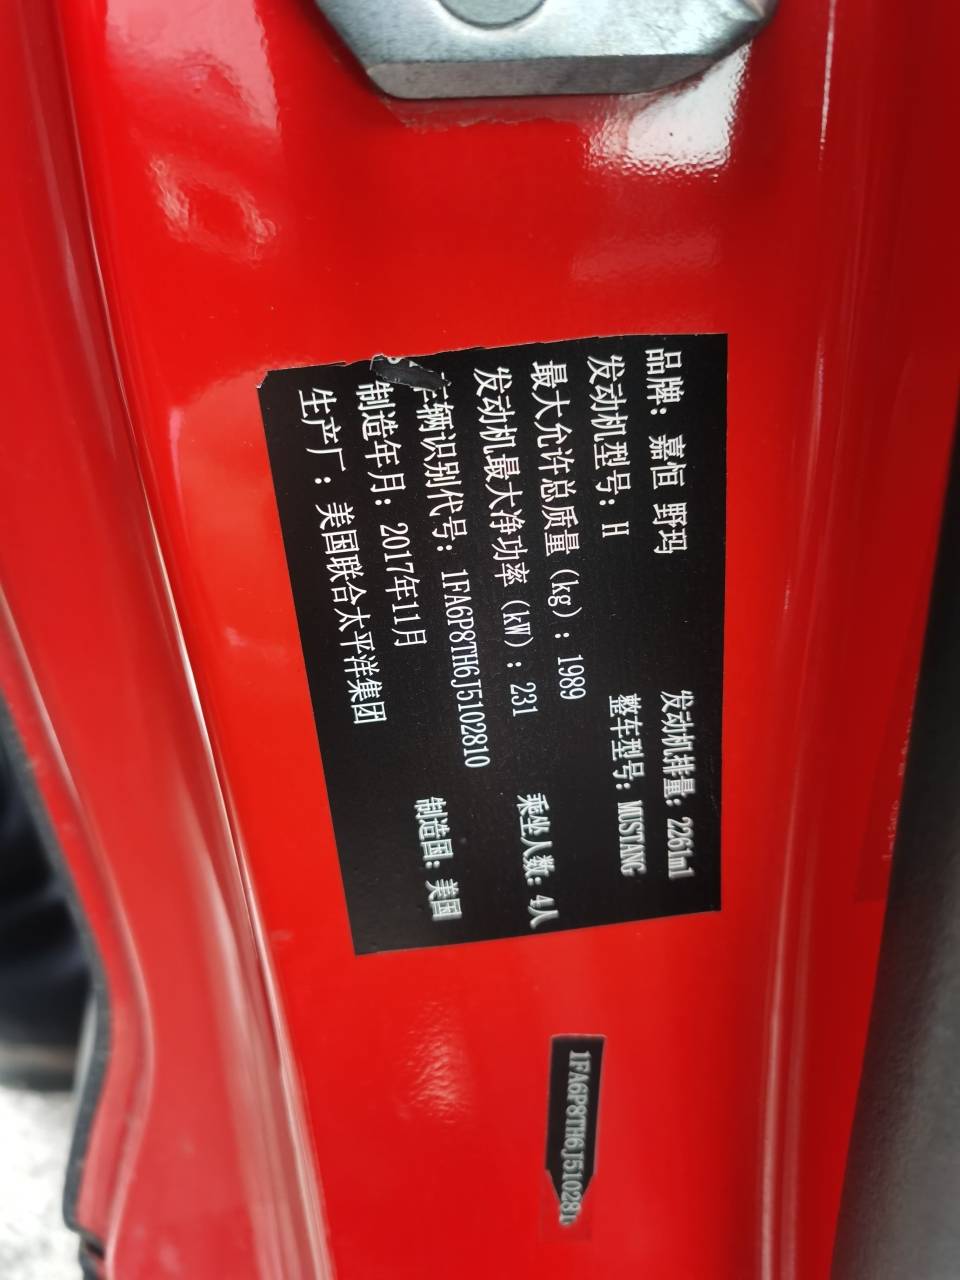 品牌：嘉恒 野玛 发动机排量：2261ml
发动机型号：H 整车型号：MUSTANG
最大允许总质量（kg）：1989
发动机最大净功率（kW）：231 乘坐人数：4人
车辆识别代号：1FA6P8TH6J5102810
制造年月：2017年11月 制造国：美国
生产厂：美国联合太平洋集团
1FA6P8TH6J510281